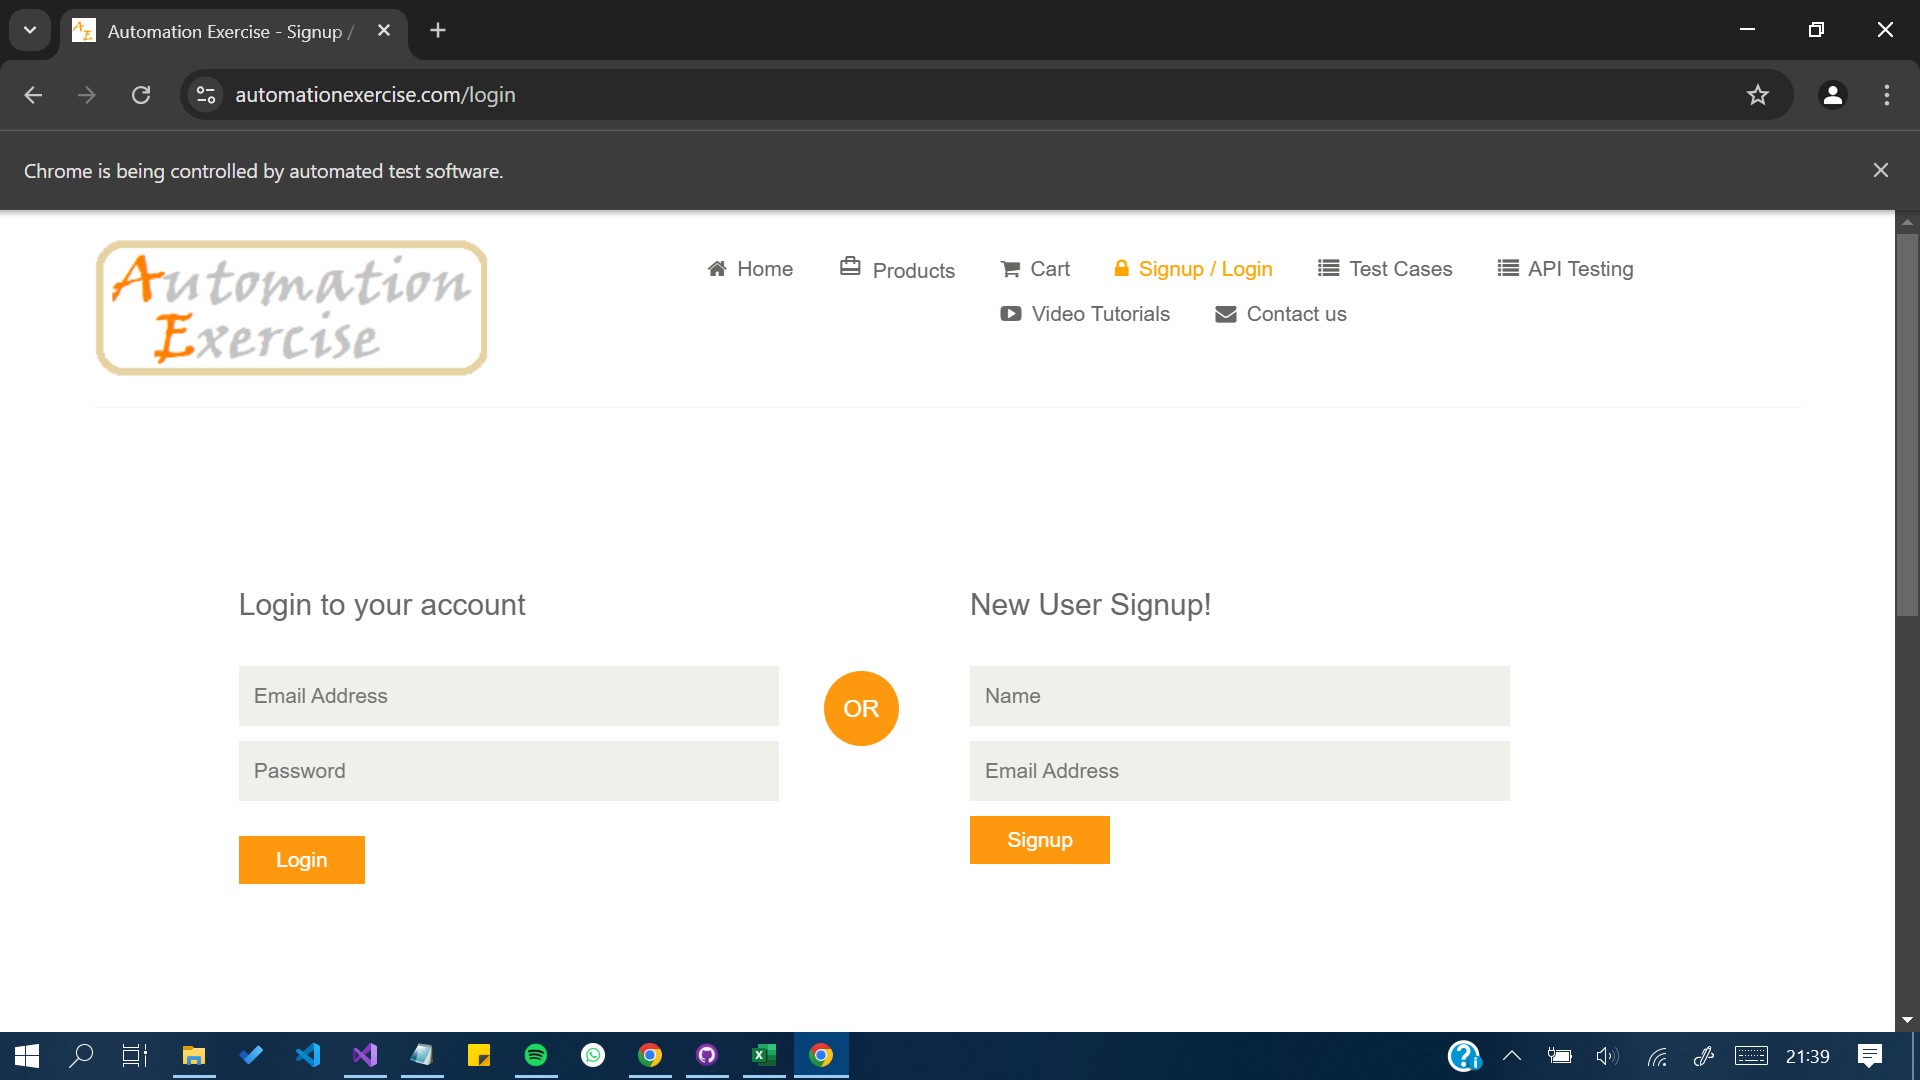 Automation Exercise - Signup /
automationexercise.com/login
Chrome is being controlled by automated test software.
Automation
Exercise
Home
Products
Cart
Signup / Login
Test Cases
API Testing
Video Tutorials
Contact us
Login to your account
Email Address
Password
Login
OR
New User Signup!
Name
Email Address
Signup
21:39